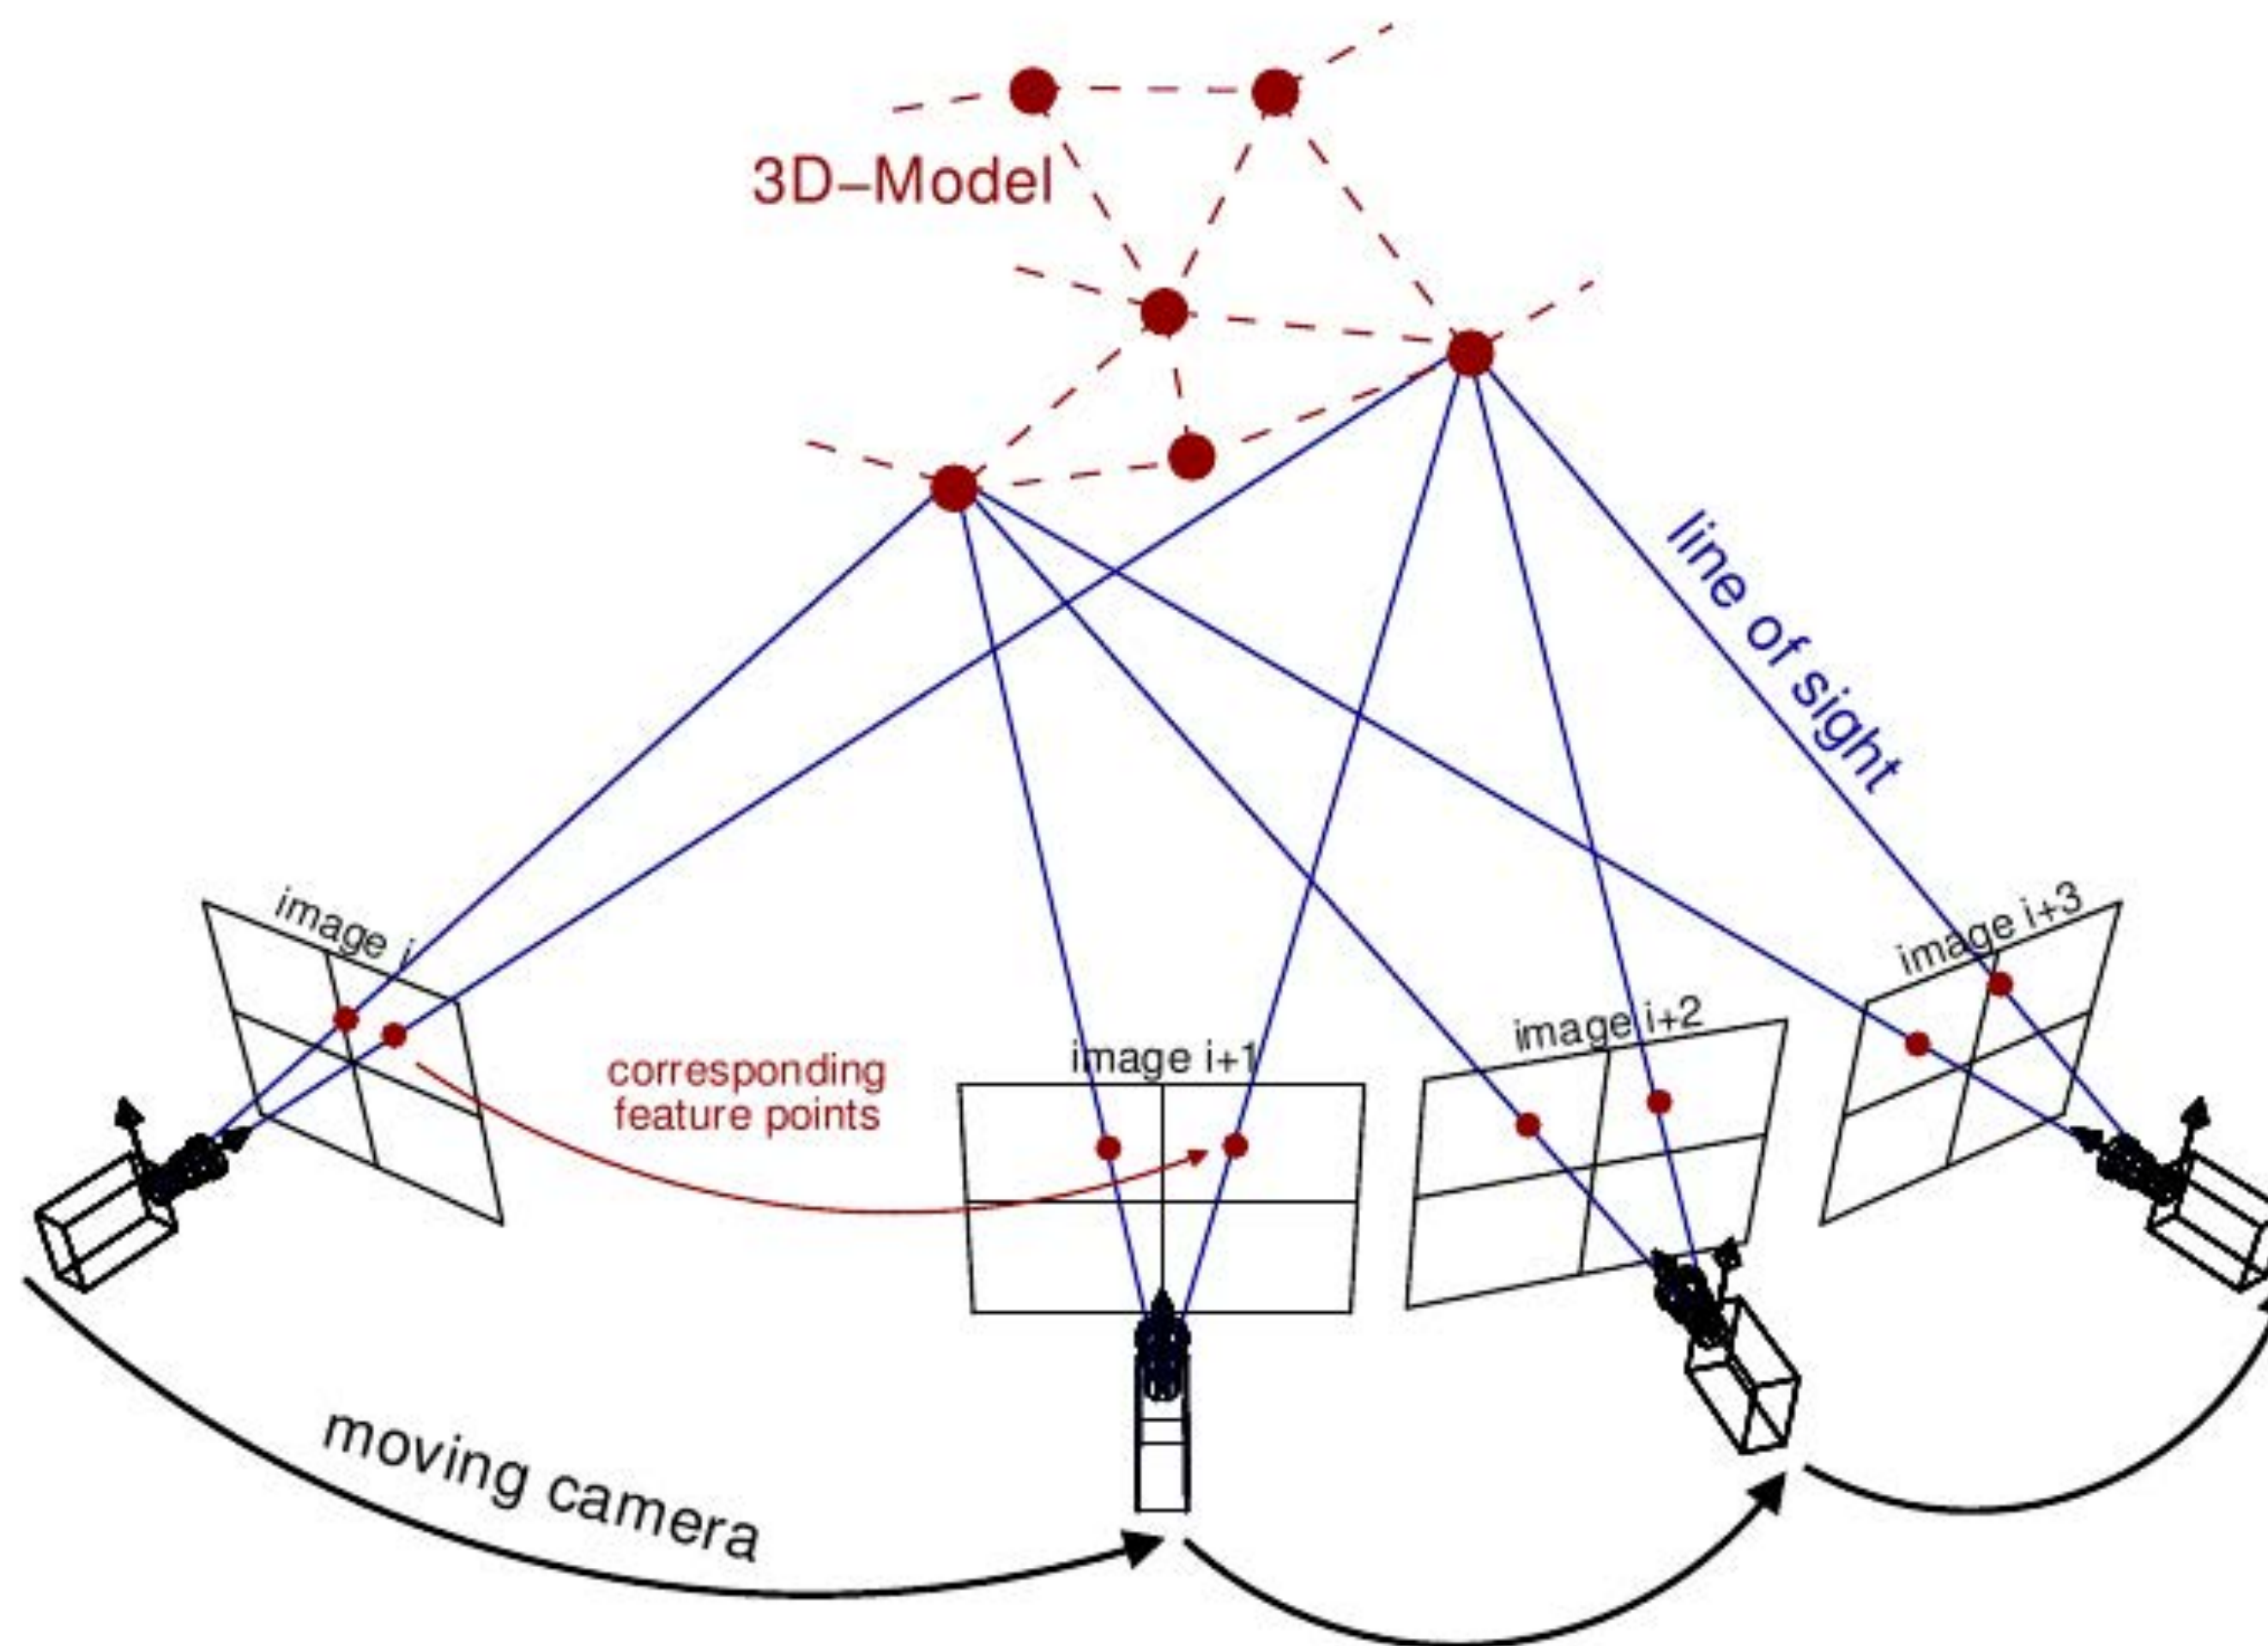 3D–Model
line of sight
image i
image i+3
image i+2
image i+1
corresponding
feature points
moving camera